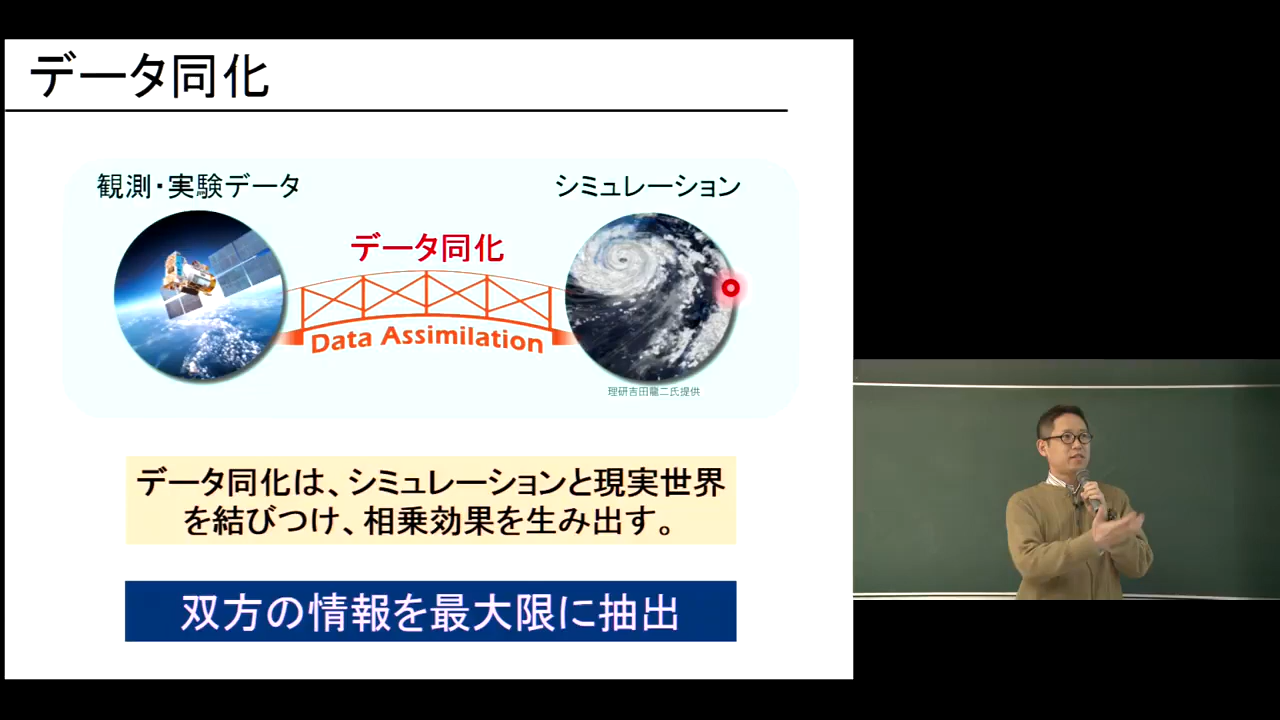 データ同化
観測・実験データ
シミュレーション
データ同化
Data Assimilation
理研吉田龍二氏提供
データ同化は、シミュレーションと現実世界
を結びつけ、相乗効果を生み出す。
双方の情報を最大限に抽出